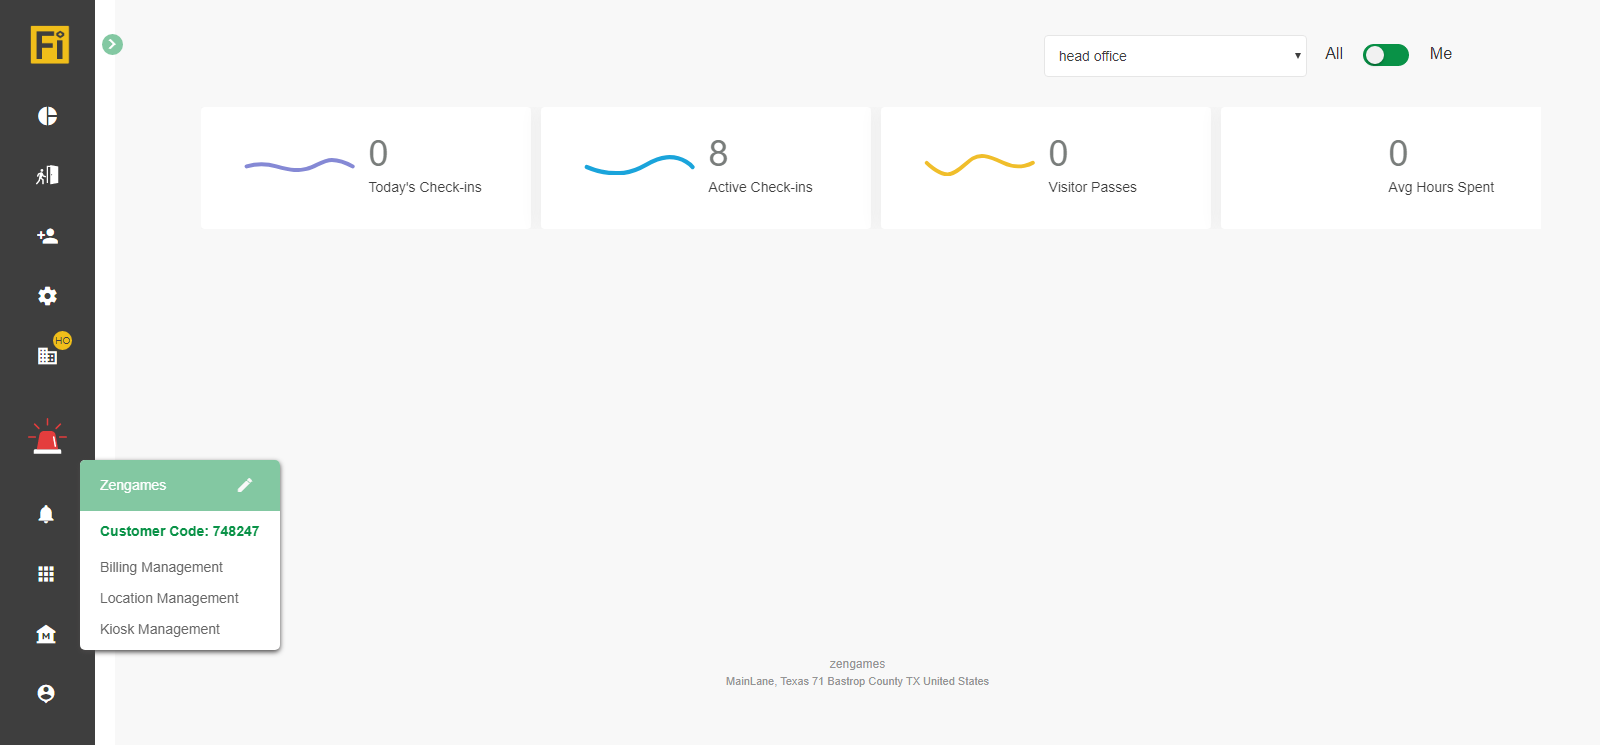 Fi
head office
All
Me
0
Today's Check-ins
8
Active Check-ins
0
Visitor Passes
0
Avg Hours Spent
HO
Zengames
Customer Code: 748247
Billing Management
Location Management
Kiosk Management
M
zengames
MainLane, Texas 71 Bastrop County TX United States